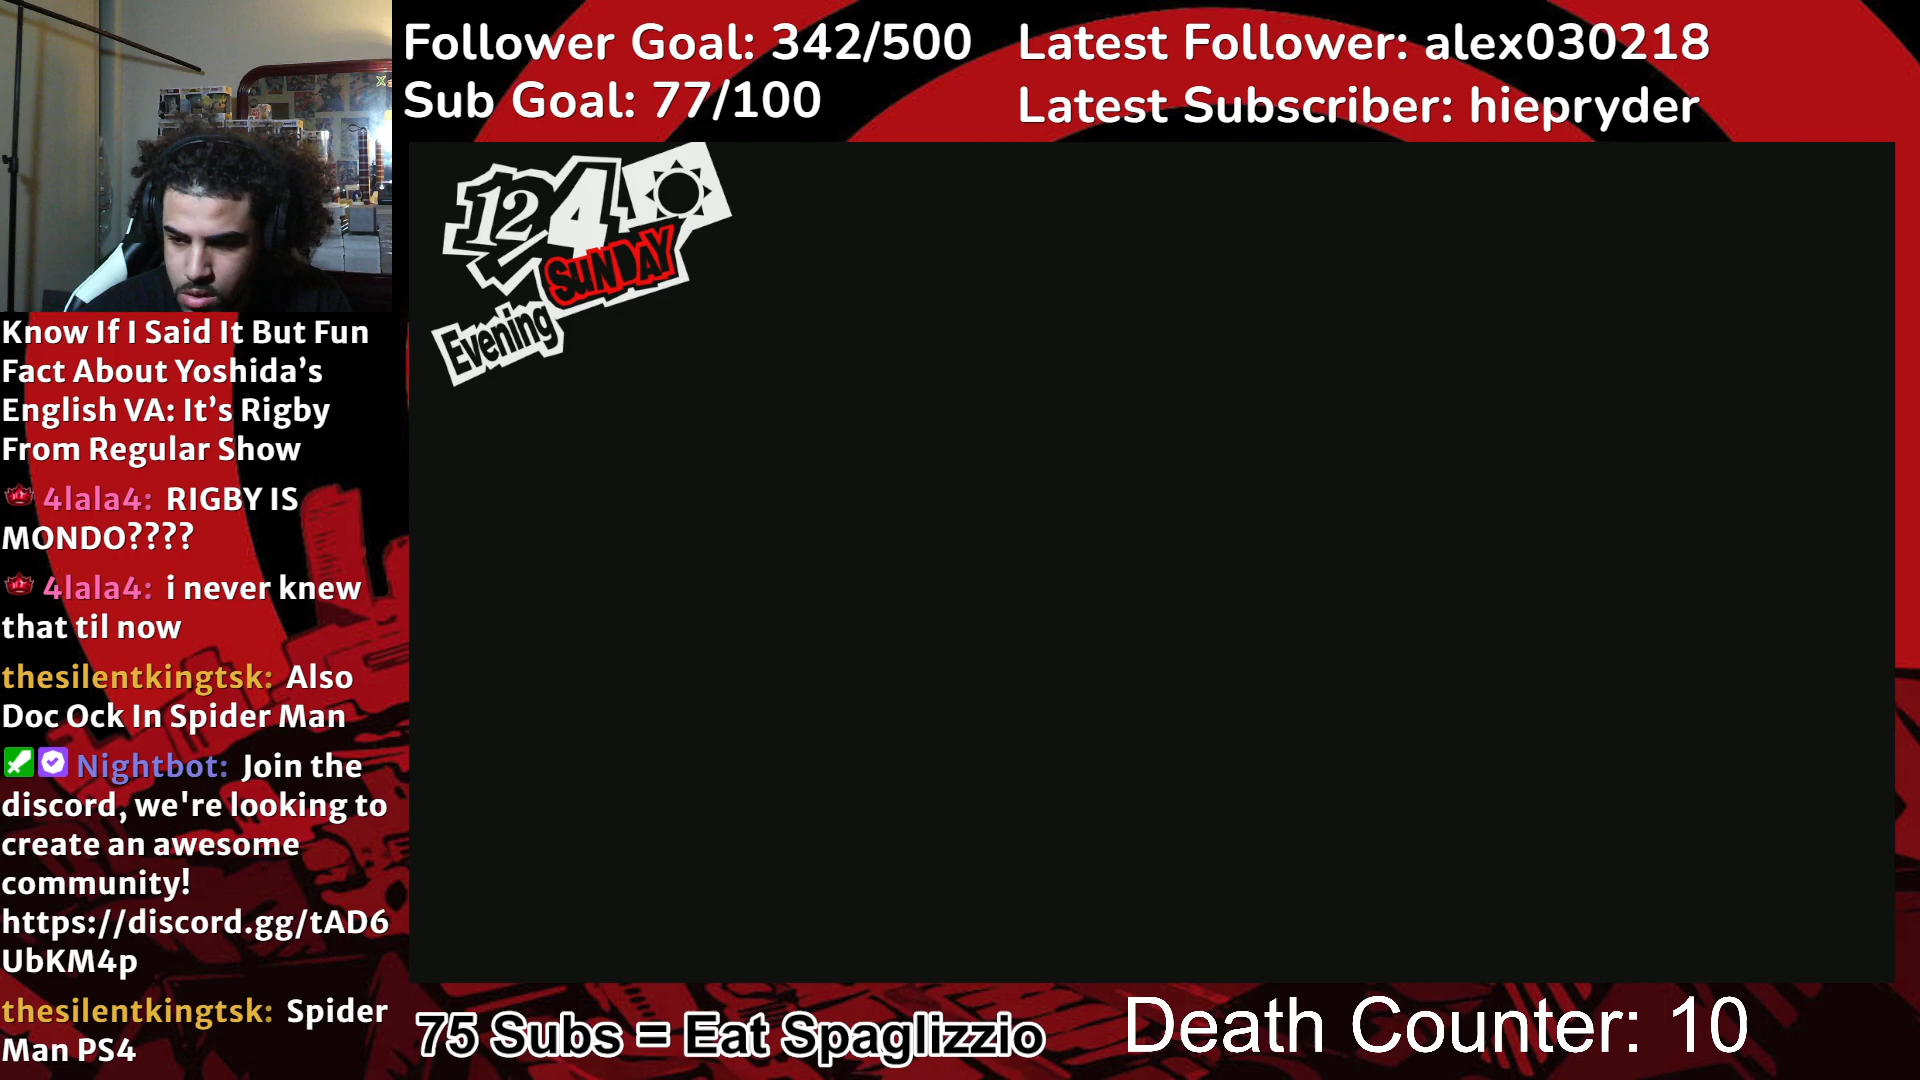 Follower Goal: 342/500
Sub Goal: 77/100
Latest Follower: alex030218
Latest Subscriber: hiepryder
12/4
SUNDAY
Evening
Know If I Said It But Fun
Fact About Yoshida’s
English VA: It’s Rigby
From Regular Show
4lala4: RIGBY IS
MONDO????
4lala4: i never knew
that til now
thesilentkingtsk: Also
Doc Ock In Spider Man
Nightbot: Join the
discord, we're looking to
create an awesome
community!
https://discord.gg/tAD6
UbKM4p
thesilentkingtsk: Spider
Man PS4
75 Subs = Eat Spaglizzio
Death Counter: 10